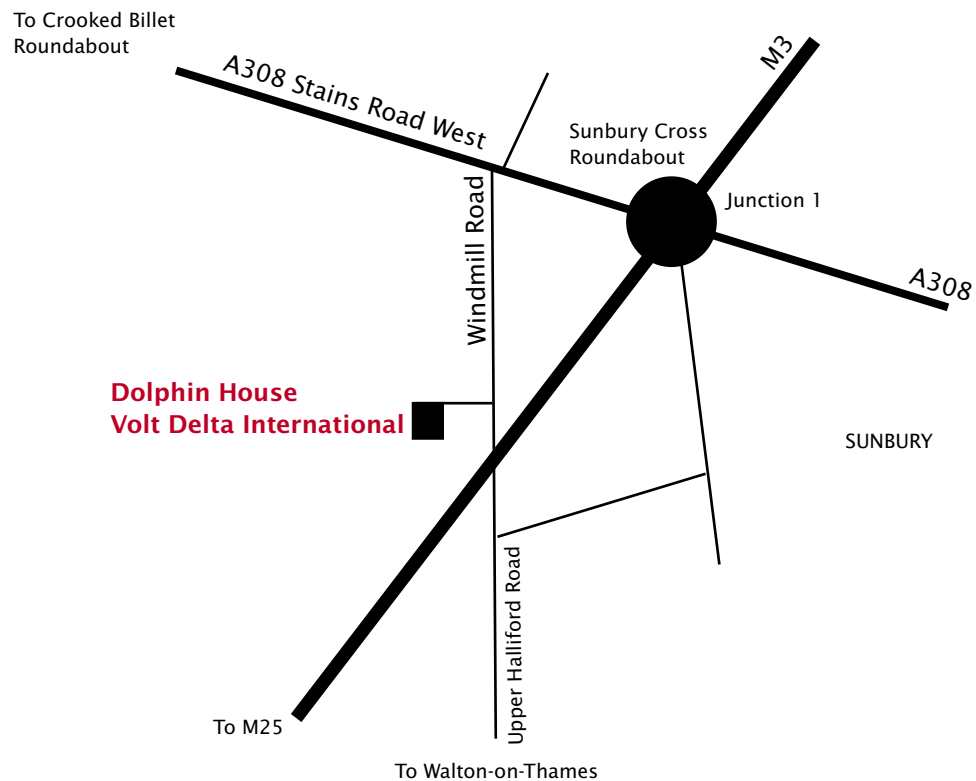 To Crooked Billet
Roundabout
A308 Stains Road West
M3
Sunbury Cross
Roundabout
Junction 1
Windmill Road
A308
Dolphin House
Volt Delta International
SUNBURY
Upper Halliford Road
To M25
To Walton-on-Thames